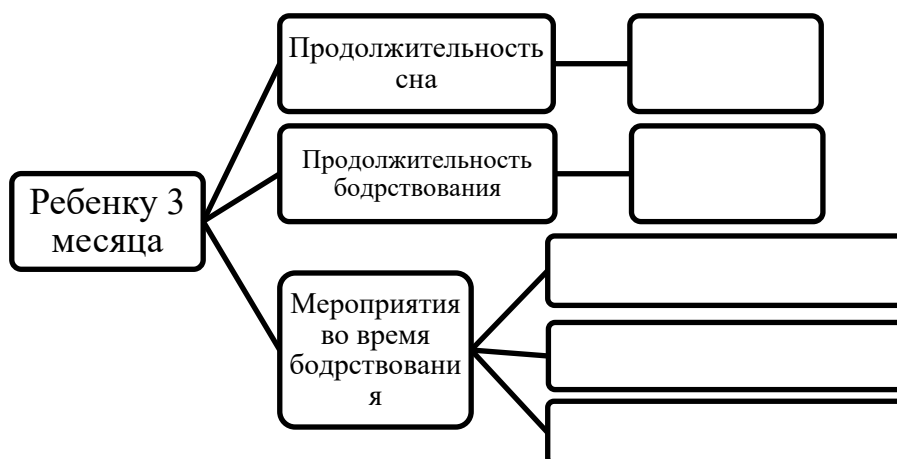 Продолжительность
сна
Продолжительность
бодрствования
Ребенку 3
месяца
Мероприятия
во время
бодрствовани
я